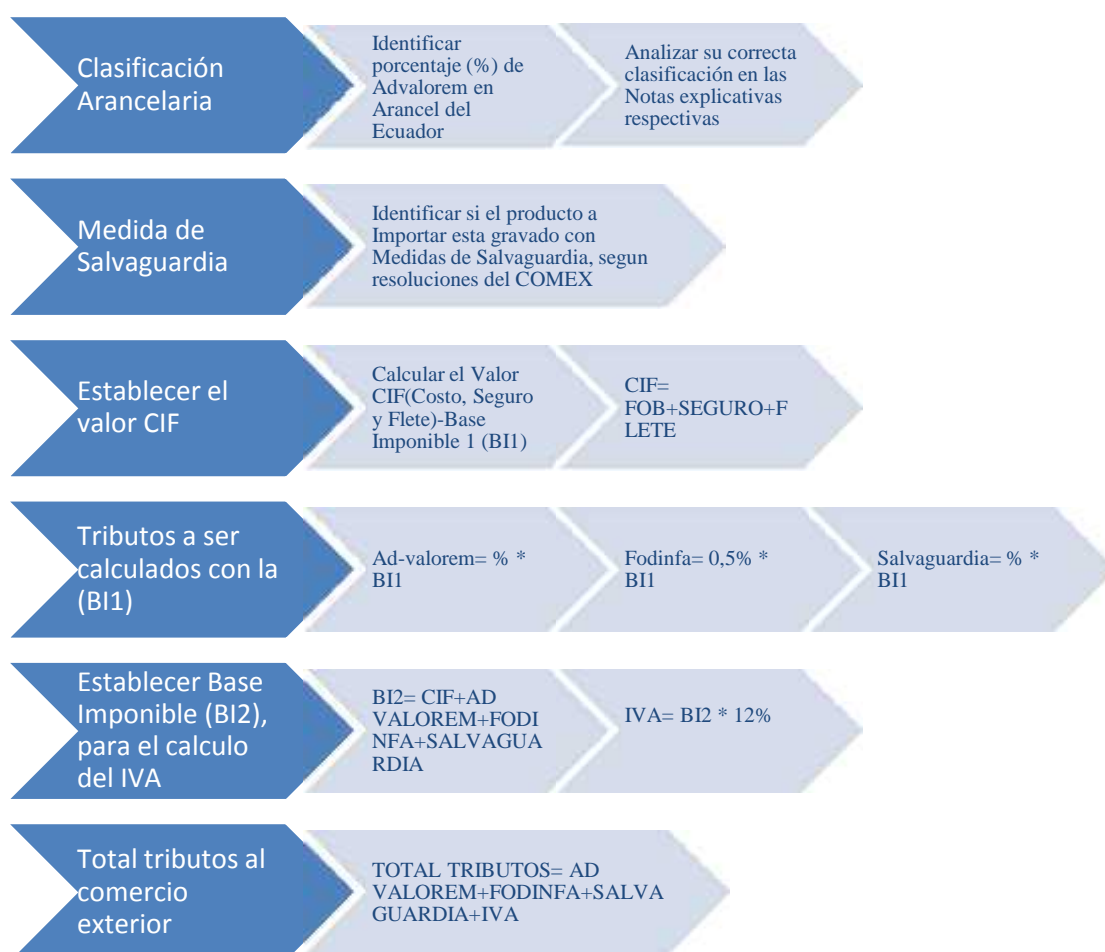 Clasificación
Arancelaria
Identificar
porcentaje (%) de
Advalorem en
Arancel del
Ecuador
Analizar su correcta
clasificación en las
Notas explicativas
respectivas
Medida de
Salvaguardia
Identificar si el producto a
Importar esta gravado con
Medidas de Salvaguardia, segun
resoluciones del COMEX
Establecer el
valor CIF
Calcular el Valor
CIF(Costo, Seguro
y Flete)-Base
Imponible 1 (BI1)
CIF=
FOB+SEGURO+F
LETE
Tributos a ser
calculados con la
(BI1)
Ad-valorem= % *
BI1
Fodinfa= 0,5% *
BI1
Salvaguardia= % *
BI1
Establecer Base
Imponible (BI2),
para el calculo
del IVA
BI2= CIF+AD
VALOREM+FODI
NFA+SALVAGUA
RDIA
IVA= BI2 * 12%
Total tributos al
comercio
exterior
TOTAL TRIBUTOS= AD
VALOREM+FODINFA+SALVA
GUARDIA+IVA